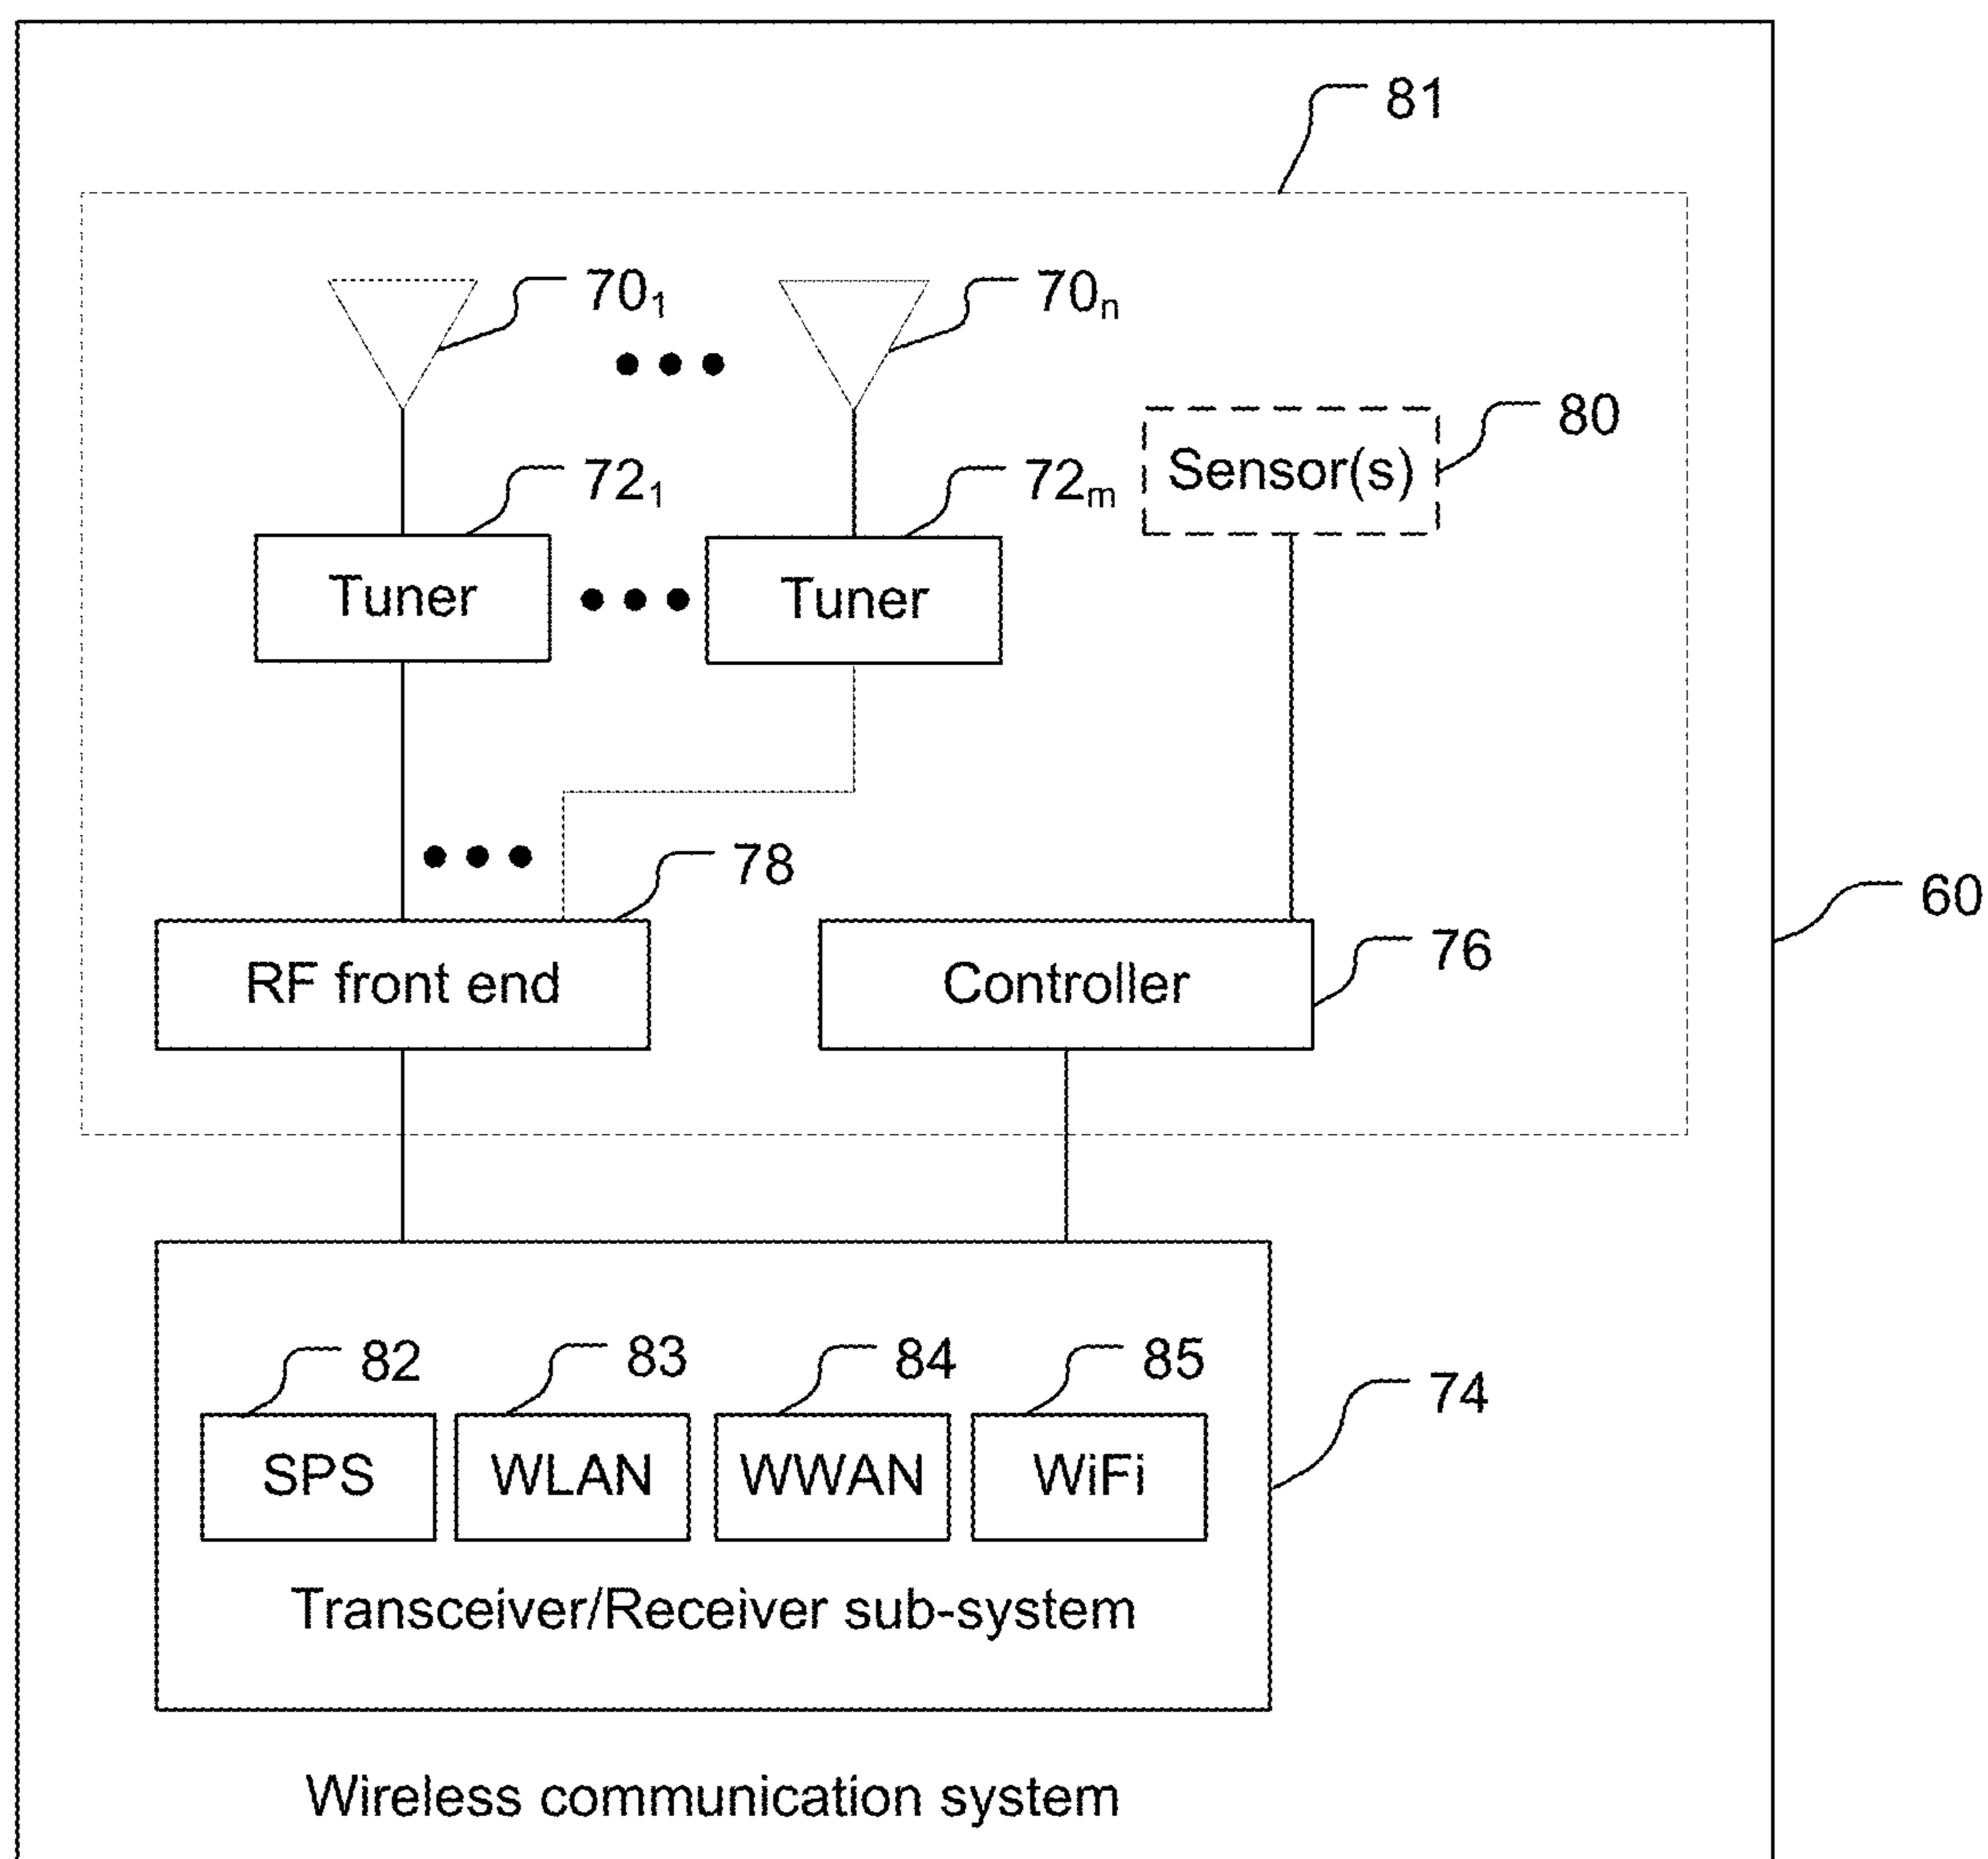 81
70₁
70ₙ
80
Sensor(s)
72₁
72ₘ
Tuner
Tuner
78
60
76
RF front end
Controller
82
83
84
85
74
SPS
WLAN
WWAN
WiFi
Transceiver/Receiver sub-system
Wireless communication system